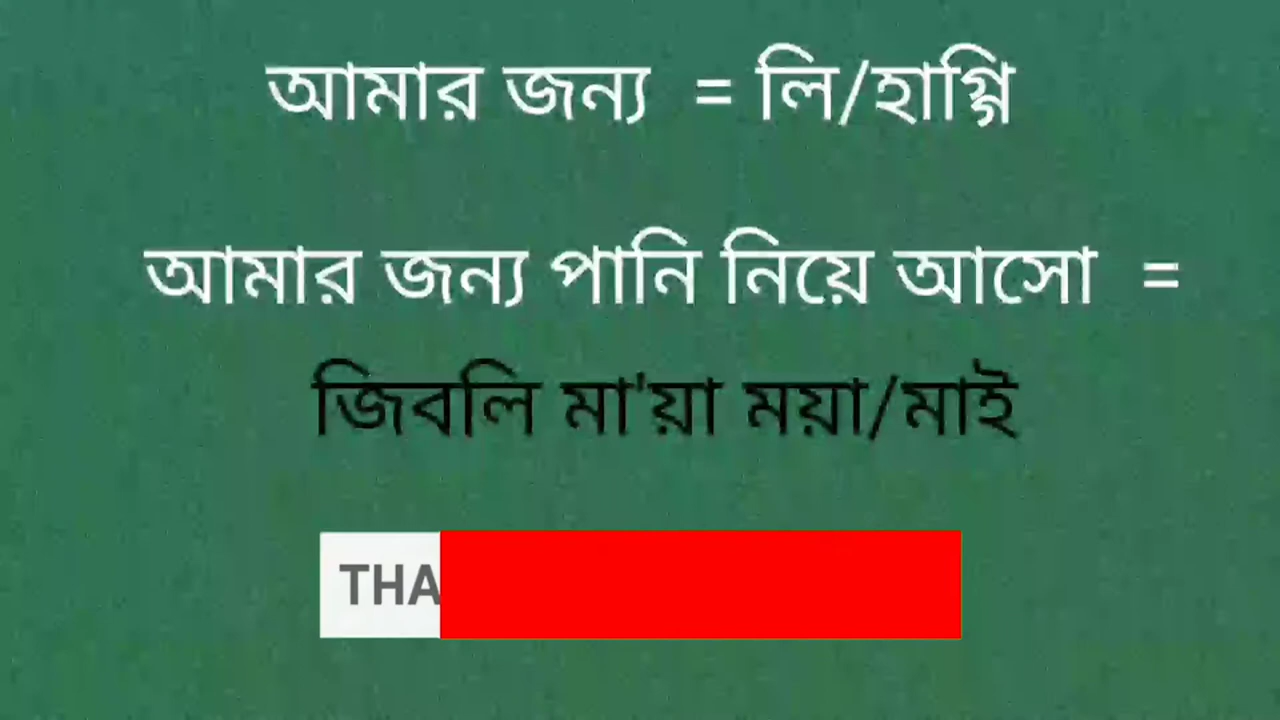 আমার জন্য = লি/হাগ্গি
আমার জন্য পানি নিয়ে আসো =
জিবলি মা'য়া ময়া/মাই
THA